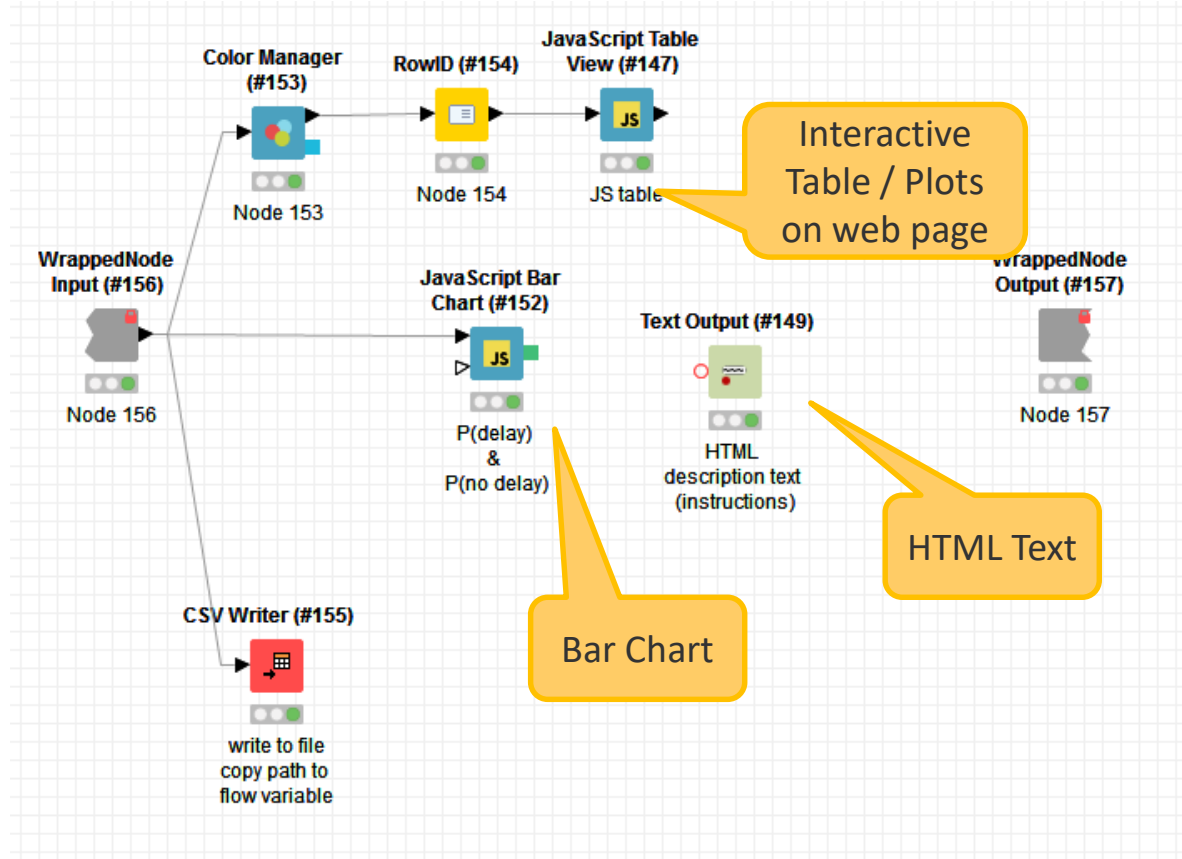 Color Manager
(#153)
Node 153
RowID (#154)
Node 154
JavaScript Table
View (#147)
JS
JS table
Interactive
Table / Plots
on web page
WrappedNode
Input (#156)
Node 156
JavaScript Bar
Chart (#152)
JS
P(delay)
&
P(no delay)
Text Output (#149)
HTML
description text
(instructions)
WrappedNode
Output (#157)
Node 157
HTML Text
Bar Chart
CSV Writer (#155)
write to file
copy path to
flow variable